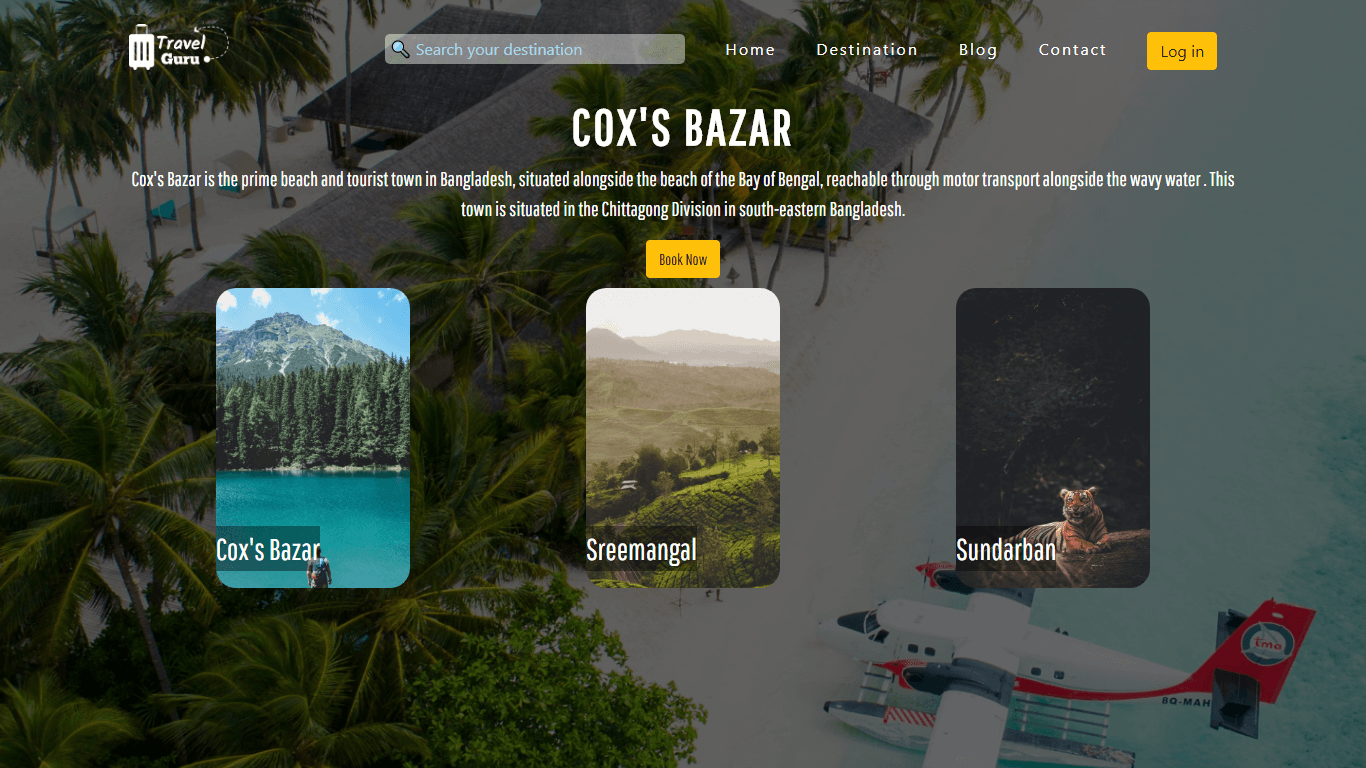 Travel
Guru
Search your destination
Home
Destination
Blog
Contact
Log in
COX'S BAZAR
Cox's Bazar is the prime beach and tourist town in Bangladesh, situated alongside the beach of the Bay of Bengal, reachable through motor transport alongside the wavy water . This
town is situated in the Chittagong Division in south-eastern Bangladesh.
Book Now
Cox's Bazar
Sreemangal
Sundarban
tma
8Q-MAH